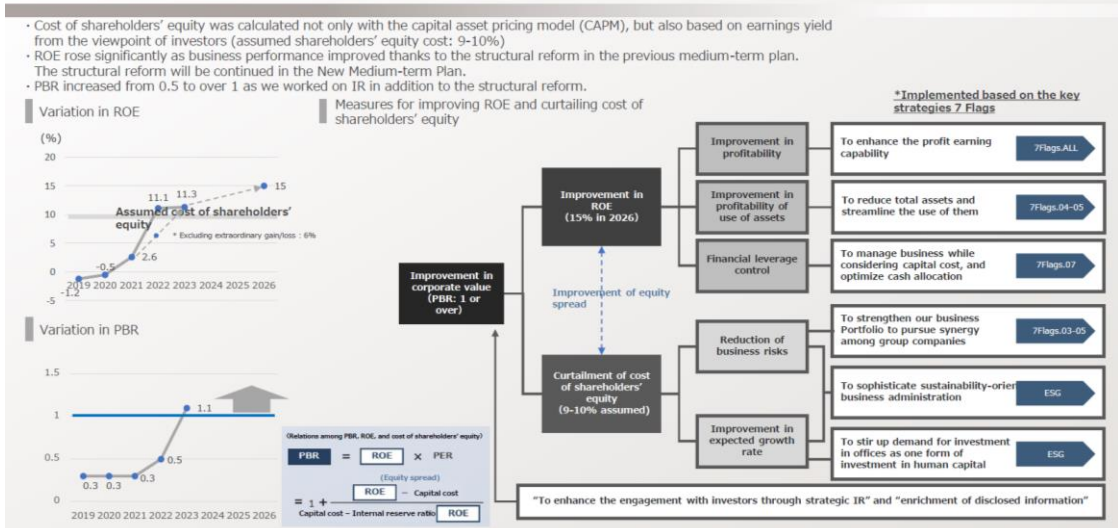 ・Cost of shareholders' equity was calculated not only with the capital asset pricing model (CAPM), but also based on earnings yield
from the viewpoint of investors (assumed shareholders' equity cost: 9-10%)
・ROE rose significantly as business performance improved thanks to the structural reform in the previous medium-term plan.
The structural reform will be continued in the New Medium-term Plan.
・PBR increased from 0.5 to over 1 as we worked on IR in addition to the structural reform.
Variation in ROE
(%)
20
15
10
5
0
-5
-1.2
-0.5
2.6
11.1
11.3
15
Assumed cost of shareholders'
equity
* Excluding extraordinary gain/loss : 6%
2019 2020 2021 2022 2023 2024 2025 2026
Variation in PBR
1.5
1
0.5
0
0.3
0.3
0.3
0.5
1.1
2019 2020 2021 2022 2023 2024 2025 2026
(Relations among PBR, ROE, and cost of shareholders' equity)
PBR = ROE × PER
(Equity spread)
= 1 + ROE － Capital cost
Capital cost－Internal reserve ratio ROE
Measures for improving ROE and curtailing cost of
shareholders' equity
*Implemented based on the key
strategies 7 Flags
Improvement in
corporate value
(PBR: 1 or
over)
Improvement in
ROE
(15% in 2026)
Improvement of equity
spread
Curtailment of cost
of shareholders'
equity
(9-10% assumed)
Improvement in
profitability
To enhance the profit earning
capability
7Flags.ALL
Improvement in
profitability of
use of assets
To reduce total assets and
streamline the use of them
7Flags.04-05
Financial leverage
control
To manage business while
considering capital cost, and
optimize cash allocation
7Flags.07
Reduction of
business risks
To strengthen our business
Portfolio to pursue synergy
among group companies
7Flags.03-05
To sophisticate sustainability-orien
business administration
ESG
Improvement in
expected growth
rate
To stir up demand for investment
in offices as one form of
investment in human capital
ESG
"To enhance the engagement with investors through strategic IR" and "enrichment of disclosed information"